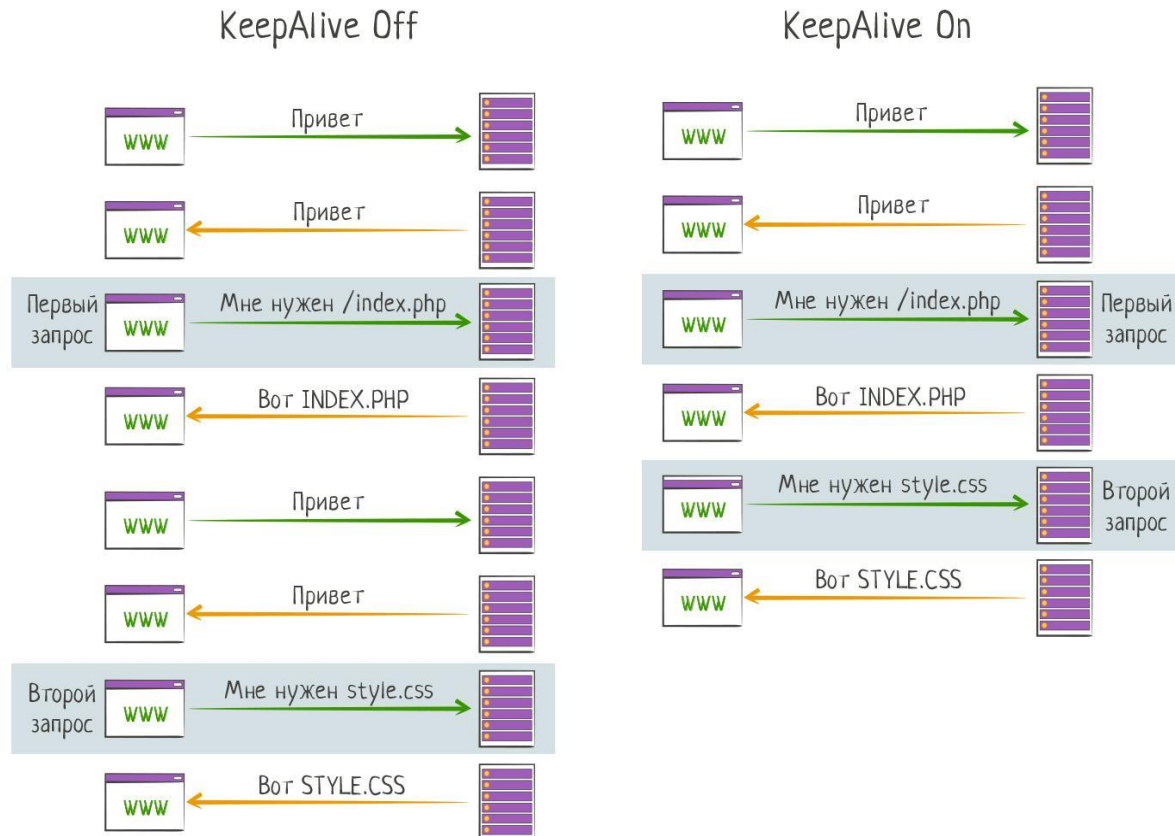 KeepAlive Off
WWW
Привет
WWW
Привет
Первый
запрос
WWW
Мне нужен /index.php
WWW
Вот INDEX.PHP
WWW
Привет
WWW
Привет
Второй
запрос
WWW
Мне нужен style.css
WWW
Вот STYLE.CSS
KeepAlive On
WWW
Привет
WWW
Привет
WWW
Мне нужен /index.php
Первый
запрос
WWW
Вот INDEX.PHP
WWW
Мне нужен style.css
Второй
запрос
WWW
Вот STYLE.CSS